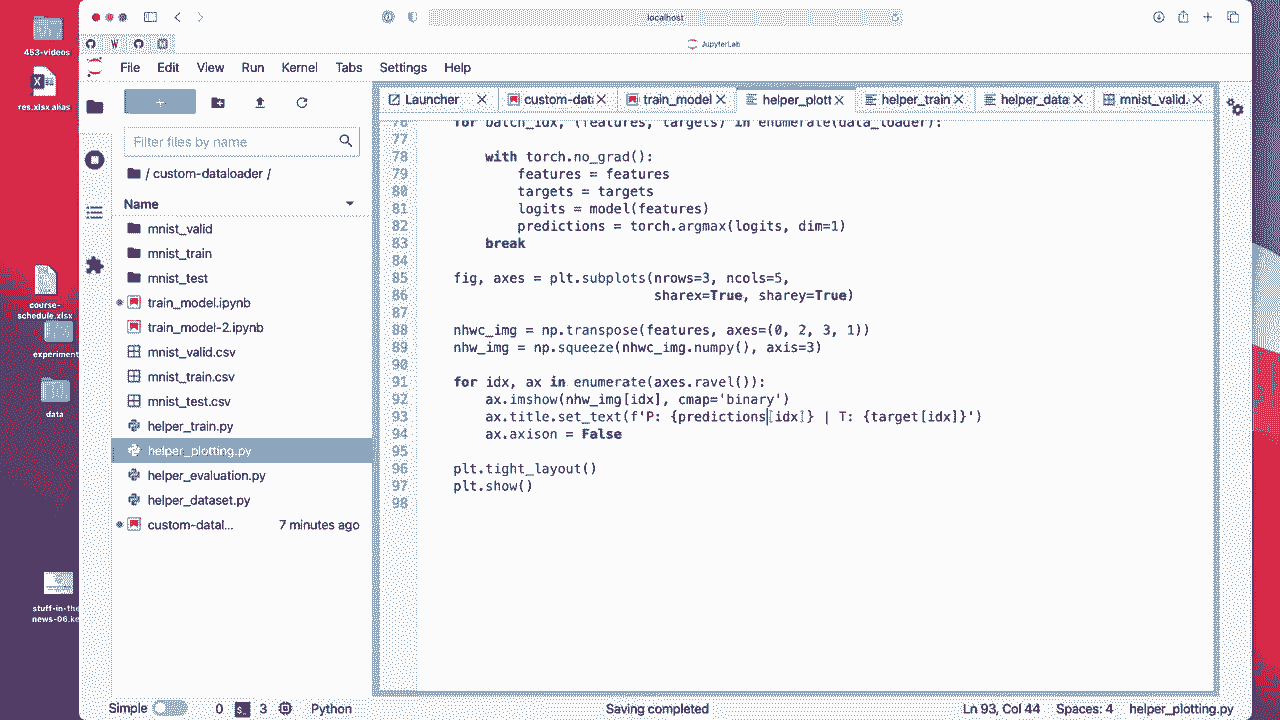 localhost
453-videos
W
JupyterLab
File Edit View Run Kernel Tabs Settings Help
res.xlsx alias
Launcher
custom-data
train_model
helper_plott
helper_train
helper_data
mnist_valid.
Filter files by name
/ custom-dataloader /
Name
mnist_valid
mnist_train
mnist_test
train_model.ipynb
train_model-2.ipynb
mnist_valid.csv
mnist_train.csv
mnist_test.csv
helper_train.py
helper_plotting.py
helper_evaluation.py
helper_dataset.py
custom-datal... 7 minutes ago
course-
schedule.xlsx
experiment
data
stuff-in-the
news-06.ke
76 for batch_idx, (features, targets) in enumerate(data_loader):
77
78 with torch.no_grad():
79 features = features
80 targets = targets
81 logits = model(features)
82 predictions = torch.argmax(logits, dim=1)
83 break
84
85 fig, axes = plt.subplots(nrows=3, ncols=5,
86 sharex=True, sharey=True)
87
88 nhwc_img = np.transpose(features, axes=(0, 2, 3, 1))
89 nhw_img = np.squeeze(nhwc_img.numpy(), axis=3)
90
91 for idx, ax in enumerate(axes.ravel()):
92 ax.imshow(nhw_img[idx], cmap='binary')
93 ax.title.set_text(f'P: {predictions[idx]} | T: {target[idx]}')
94 ax.axison = False
95
96 plt.tight_layout()
97 plt.show()
98
Simple 0 3 Python Saving completed Ln 93, Col 44 Spaces: 4 helper_plotting.py